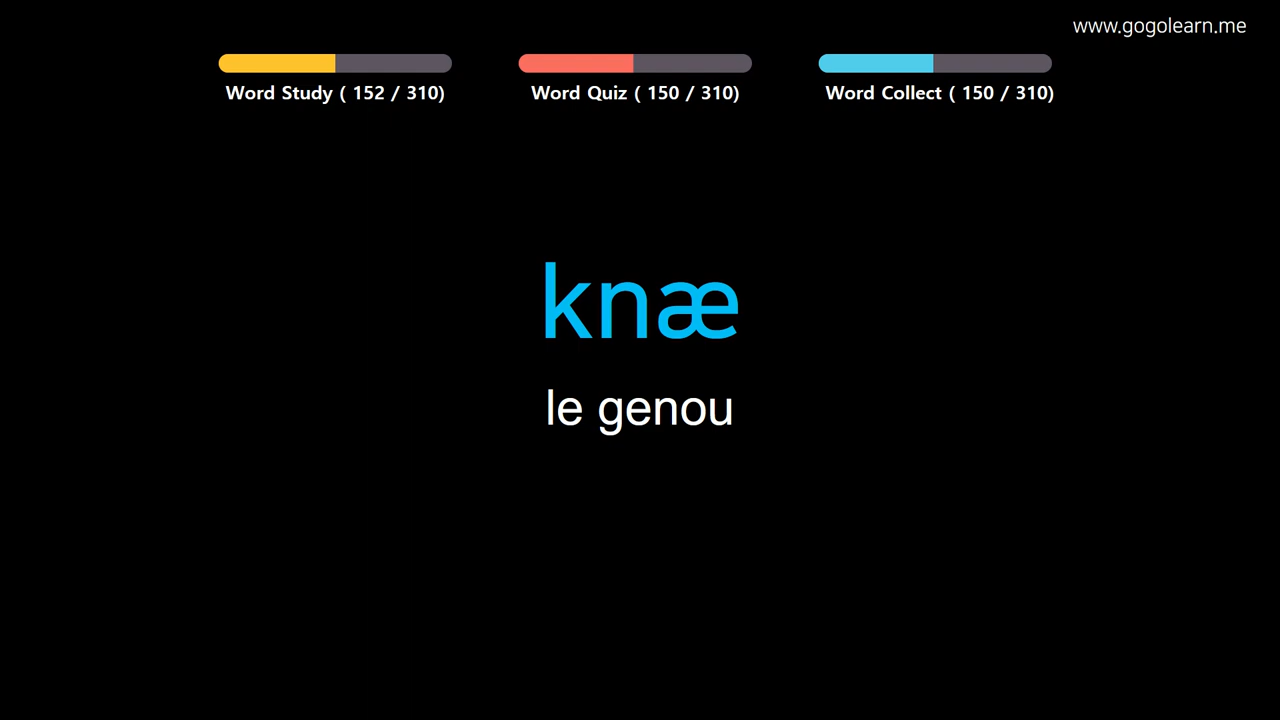 www.gogolearn.me
Word Study ( 152 / 310)
Word Quiz ( 150 / 310)
Word Collect ( 150 / 310)
knæ
le genou